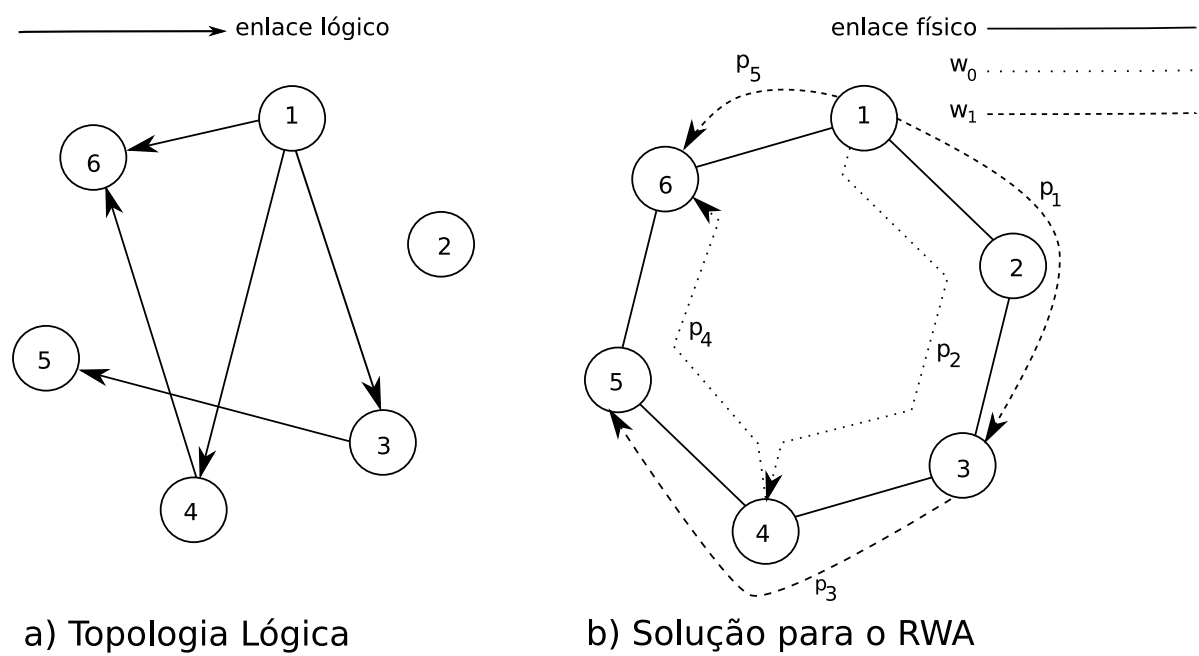 enlace lógico
1
6
2
5
3
4
a) Topologia Lógica
enlace físico
w0
w1
p5
1
p1
6
2
p4
p2
5
3
4
p3
b) Solução para o RWA